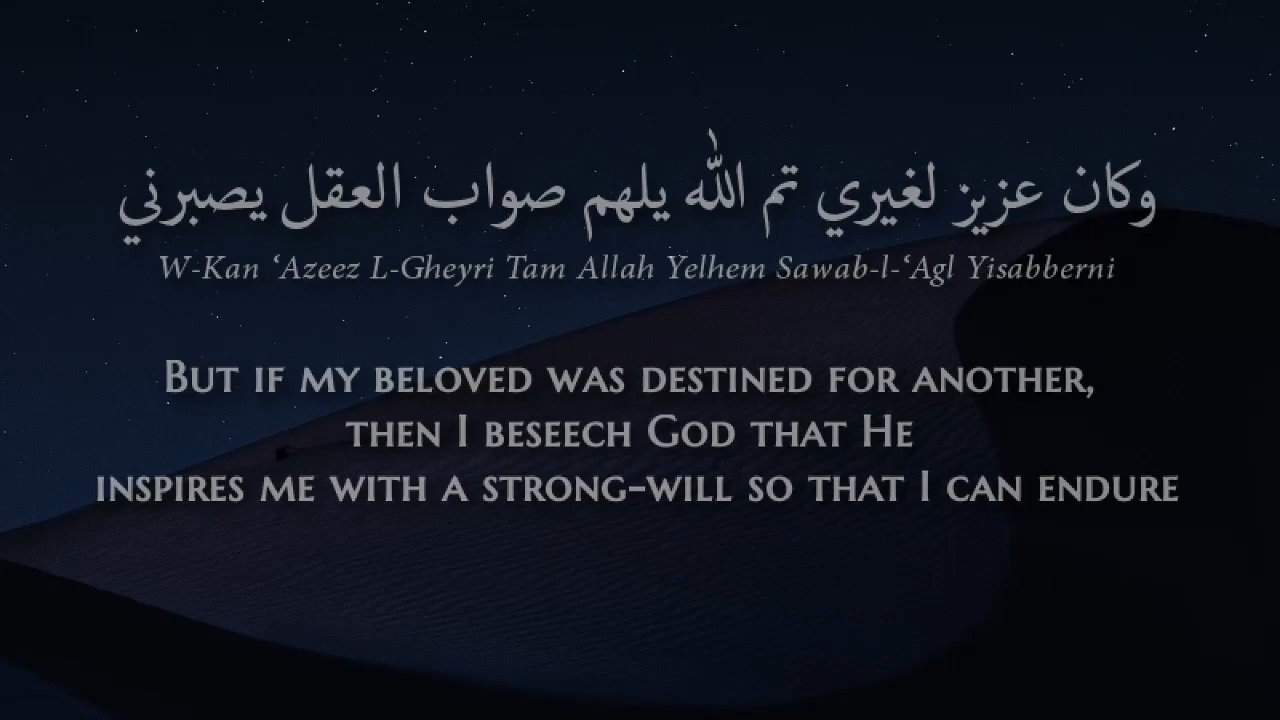 وكان عزيز لغيري تم الله يلهم صواب العقل يصبرني
W-Kan ‘Azeez L-Gheyri Tam Allah Yelhem Sawab-l-‘Agl Yisabberni
But if my beloved was destined for another,
then I beseech God that He
inspires me with a strong-will so that I can endure